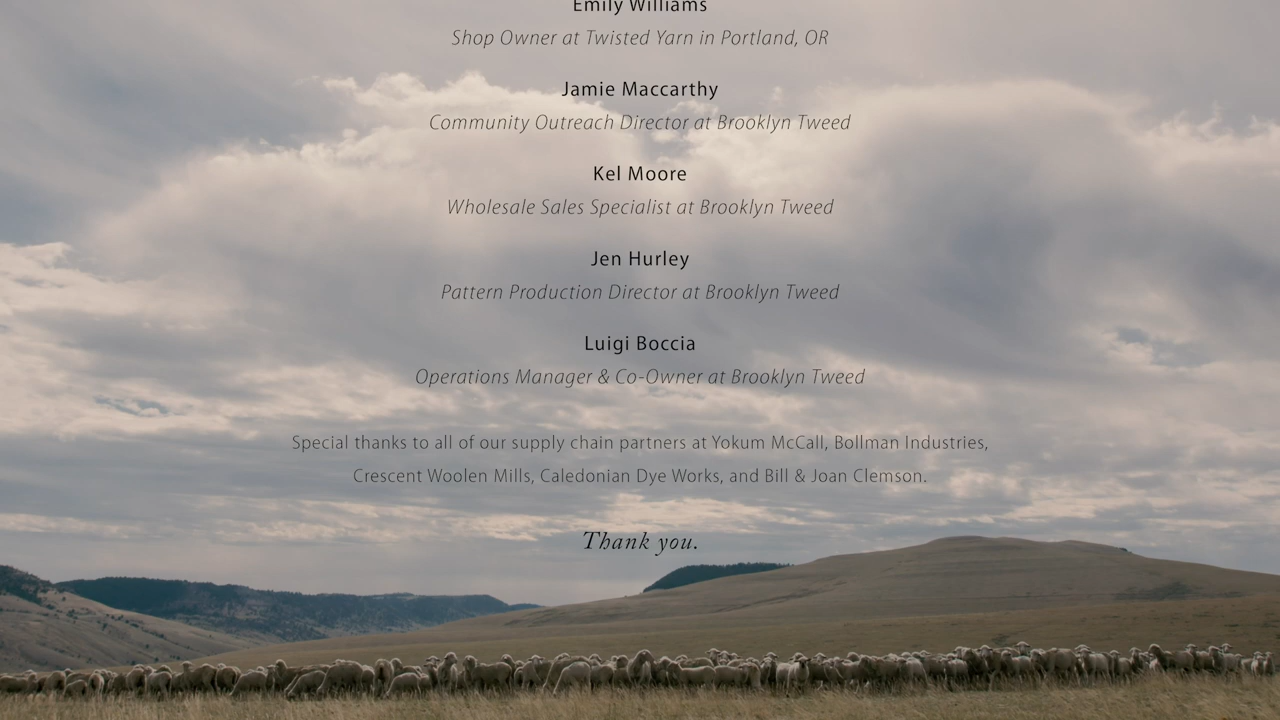 Emily Williams
Shop Owner at Twisted Yarn in Portland, OR
Jamie Maccarthy
Community Outreach Director at Brooklyn Tweed
Kel Moore
Wholesale Sales Specialist at Brooklyn Tweed
Jen Hurley
Pattern Production Director at Brooklyn Tweed
Luigi Boccia
Operations Manager & Co-Owner at Brooklyn Tweed
Special thanks to all of our supply chain partners at Yokum McCall, Bollman Industries,
Crescent Woolen Mills, Caledonian Dye Works, and Bill & Joan Clemson.
Thank you.